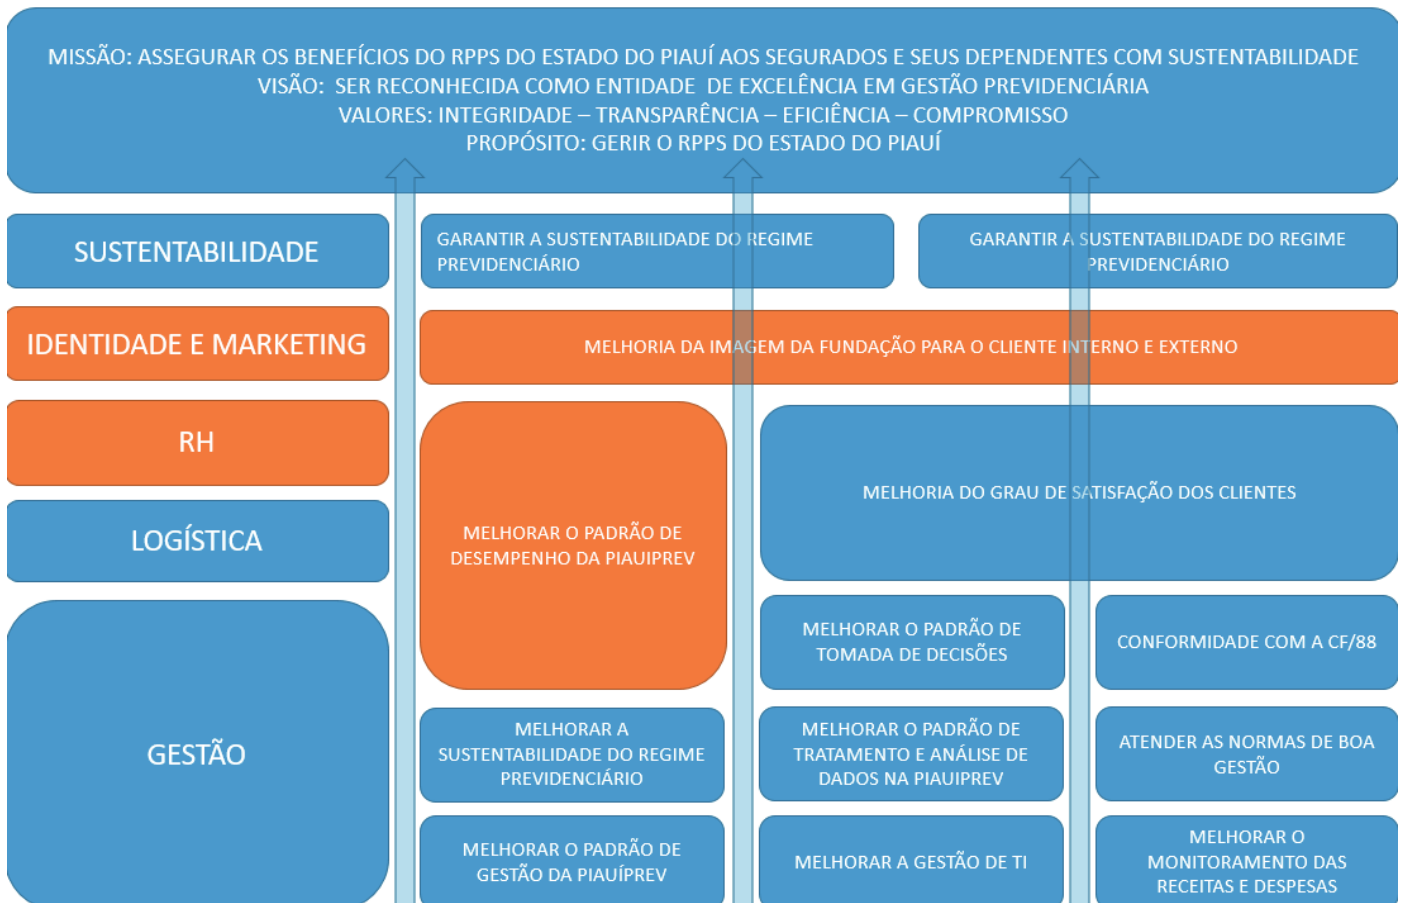 MISSÃO: ASSEGURAR OS BENEFÍCIOS DO RPPS DO ESTADO DO PIAUÍ AOS SEGURADOS E SEUS DEPENDENTES COM SUSTENTABILIDADE
VISÃO: SER RECONHECIDA COMO ENTIDADE DE EXCELÊNCIA EM GESTÃO PREVIDENCIÁRIA
VALORES: INTEGRIDADE – TRANSPARÊNCIA – EFICIÊNCIA – COMPROMISSO
PROPÓSITO: GERIR O RPPS DO ESTADO DO PIAUÍ
SUSTENTABILIDADE
GARANTIR A SUSTENTABILIDADE DO REGIME
PREVIDENCIÁRIO
GARANTIR A SUSTENTABILIDADE DO REGIME
PREVIDENCIÁRIO
IDENTIDADE E MARKETING
MELHORIA DA IMAGEM DA FUNDAÇÃO PARA O CLIENTE INTERNO E EXTERNO
RH
LOGÍSTICA
MELHORAR O PADRÃO DE
DESEMPENHO DA PIAUIPREV
MELHORIA DO GRAU DE SATISFAÇÃO DOS CLIENTES
GESTÃO
MELHORAR O PADRÃO DE
TOMADA DE DECISÕES
CONFORMIDADE COM A CF/88
MELHORAR A
SUSTENTABILIDADE DO REGIME
PREVIDENCIÁRIO
MELHORAR O PADRÃO DE
TRATAMENTO E ANÁLISE DE
DADOS NA PIAUIPREV
ATENDER AS NORMAS DE BOA
GESTÃO
MELHORAR O PADRÃO DE
GESTÃO DA PIAUÍPREV
MELHORAR A GESTÃO DE TI
MELHORAR O
MONITORAMENTO DAS
RECEITAS E DESPESAS